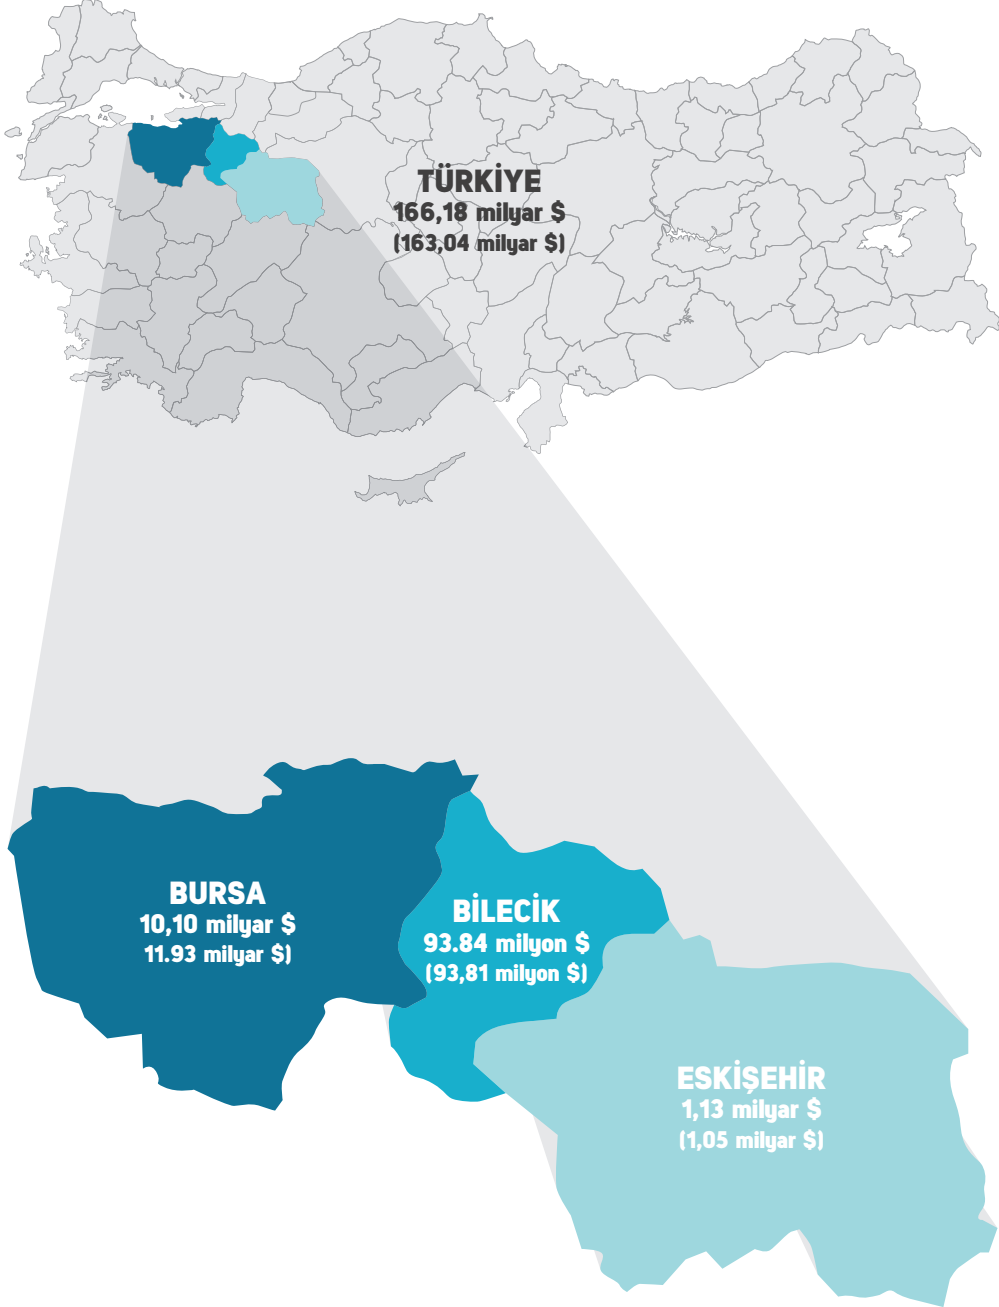 TÜRKİYE
166,18 milyar $
(163,04 milyar $)
BURSA
10,10 milyar $
11.93 milyar $)
BİLECİK
93.84 milyon $
(93,81 milyon $)
ESKİŞEHİR
1,13 milyar $
(1,05 milyar $)